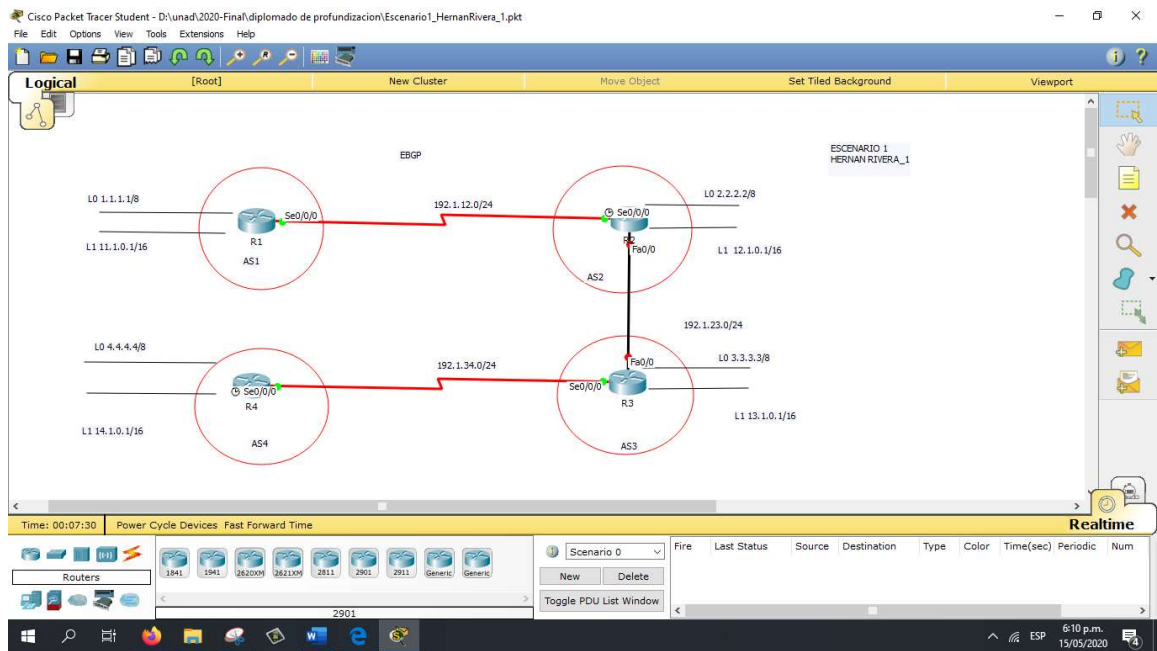 Cisco Packet Tracer Student - D:\unad\2020-Final\diplomado de profundizacion\Escenario1_HernanRivera_1.pkt
File Edit Options View Tools Extensions Help
Logical [Root] New Cluster Move Object Set Tiled Background Viewport
EBGP
ESCENARIO 1
HERNAN RIVERA_1
L0 1.1.1.1/8
192.1.12.0/24
L0 2.2.2.2/8
Se0/0/0
Se0/0/0
R1
R2
L1 11.1.0.1/16
Fa0/0
L1 12.1.0.1/16
AS1
AS2
192.1.23.0/24
L0 4.4.4.4/8
192.1.34.0/24
Fa0/0
L0 3.3.3.3/8
Se0/0/0
Se0/0/0
R4
R3
L1 13.1.0.1/16
L1 14.1.0.1/16
AS4
AS3
Time: 00:07:30 Power Cycle Devices Fast Forward Time
Realtime
Routers
1841 1941 2620XM 2621XM 2811 2901 2911 Generic Generic
2901
Scenario 0
New Delete
Toggle PDU List Window
Fire Last Status Source Destination Type Color Time(sec) Periodic Num
ESP
6:10 p.m.
15/05/2020
4